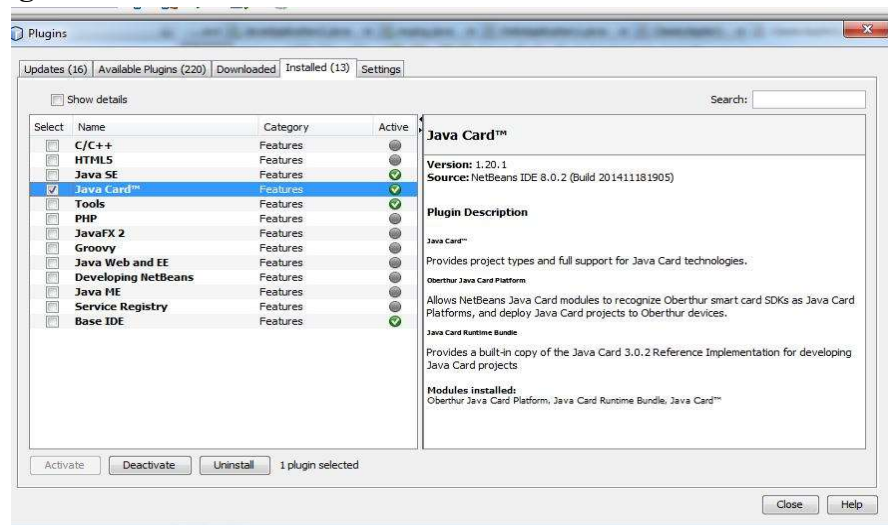 Plugins
Updates (16) Available Plugins (220) Downloaded Installed (13) Settings
Show details Search:
Select Name Category Active
C/C++ Features
HTML5 Features
Java SE Features
Java Card™ Features
Tools Features
PHP Features
JavaFX 2 Features
Groovy Features
Java Web and EE Features
Developing NetBeans Features
Java ME Features
Service Registry Features
Base IDE Features
Java Card™
Version: 1.20.1
Source: NetBeans IDE 8.0.2 (Build 201411181905)
Plugin Description
Java Card™
Provides project types and full support for Java Card technologies.
Oberthur Java Card Platform
Allows NetBeans Java Card modules to recognize Oberthur smart card SDKs as Java Card
Platforms, and deploy Java Card projects to Oberthur devices.
Java Card Runtime Bundle
Provides a built-in copy of the Java Card 3.0.2 Reference Implementation for developing
Java Card projects
Modules installed:
Oberthur Java Card Platform, Java Card Runtime Bundle, Java Card™
Activate Deactivate Uninstall 1 plugin selected
Close Help